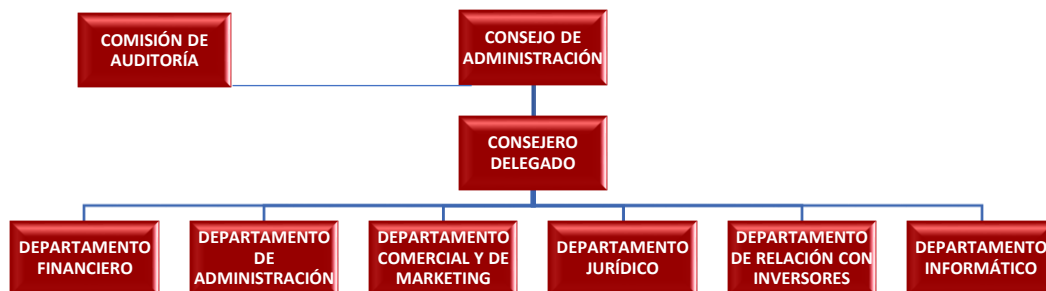 COMISIÓN DE
AUDITORÍA
CONSEJO DE
ADMINISTRACIÓN
CONSEJERO
DELEGADO
DEPARTAMENTO
FINANCIERO
DEPARTAMENTO
DE
ADMINISTRACIÓN
DEPARTAMENTO
COMERCIAL Y DE
MARKETING
DEPARTAMENTO
JURÍDICO
DEPARTAMENTO
DE RELACIÓN CON
INVERSORES
DEPARTAMENTO
INFORMÁTICO